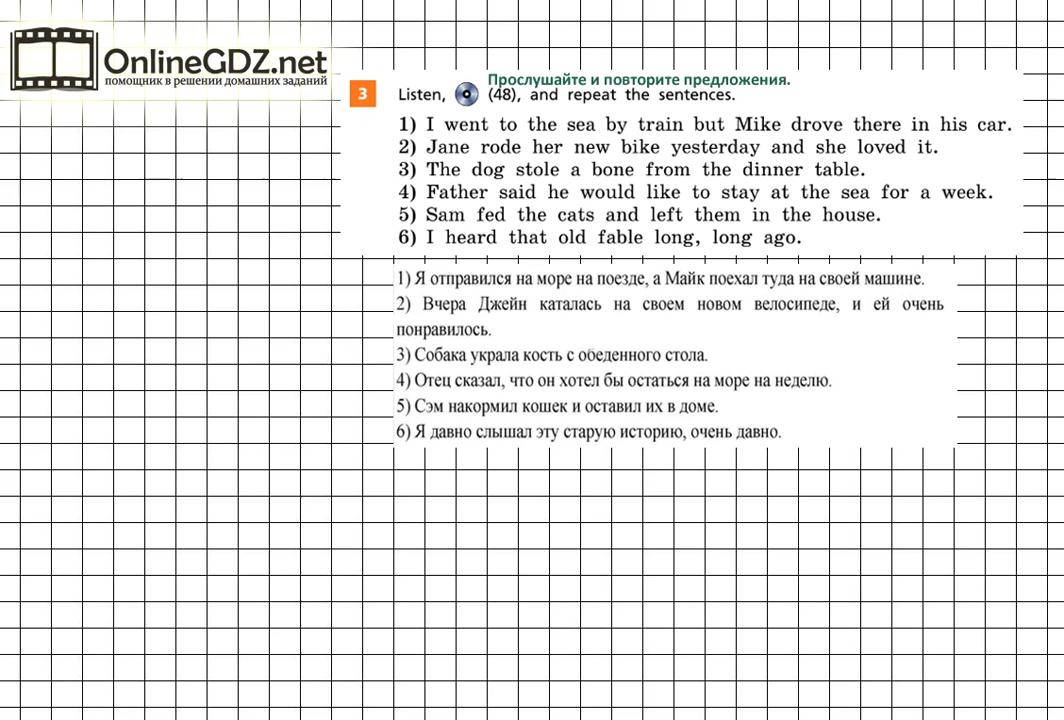 OnlineGDZ.net
помощник в решении домашних заданий
Прослушайте и повторите предложения.
3 Listen, (48), and repeat the sentences.
1) I went to the sea by train but Mike drove there in his car.
2) Jane rode her new bike yesterday and she loved it.
3) The dog stole a bone from the dinner table.
4) Father said he would like to stay at the sea for a week.
5) Sam fed the cats and left them in the house.
6) I heard that old fable long, long ago.
1) Я отправился на море на поезде, а Майк поехал туда на своей машине.
2) Вчера Джейн каталась на своем новом велосипеде, и ей очень
понравилось.
3) Собака украла кость с обеденного стола.
4) Отец сказал, что он хотел бы остаться на море на неделю.
5) Сэм накормил кошек и оставил их в доме.
6) Я давно слышал эту старую историю, очень давно.